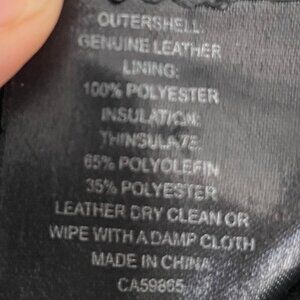 OUTERSHELL:
GENUINE LEATHER
LINING:
100% POLYESTER
INSULATION:
THINSULATE
65% POLYOLEFIN
35% POLYESTER
LEATHER DRY CLEAN OR
WIPE WITH A DAMP CLOTH
MADE IN CHINA
CA59865